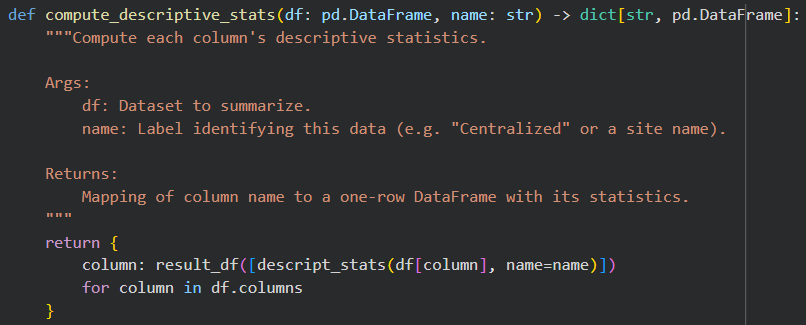 def compute_descriptive_stats(df: pd.DataFrame, name: str) -> dict[str, pd.DataFrame]:
    """Compute each column's descriptive statistics.

    Args:
        df: Dataset to summarize.
        name: Label identifying this data (e.g. "Centralized" or a site name).

    Returns:
        Mapping of column name to a one-row DataFrame with its statistics.
    """
    return {
        column: result_df([descript_stats(df[column], name=name)])
        for column in df.columns
    }